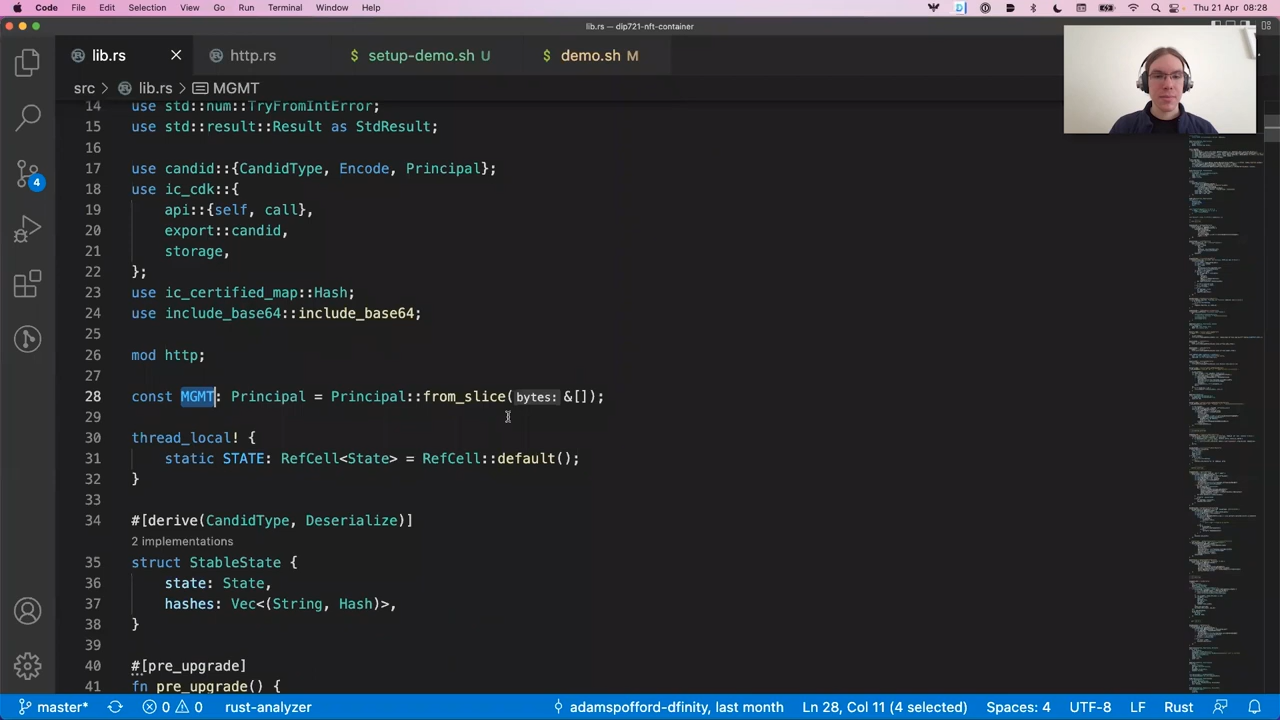 Code File Edit Selection View Go Run Terminal Window Help Thu 21 Apr 08:28
lib.rs — dip721-nft-container
lib.rs http.rs $ setup-demo.sh U $ demo.sh M
src > lib.rs > MGMT
14 use std::num::TryFromIntError;
15 use std::result::Result as StdResult;
16
17 use candid::{CandidType, Encode, Principal};
18 use ic_cdk::{
19 api::{self, call},
20 export::candid,
21 storage,
22 };
23 use ic_certified_map::Hash;
24 use include_base64::include_base64;
25
26 mod http;
27
28 const MGMT: Principal = Principal::from_slice(bytes: &[]);
29
30 thread_local! {
31 static STATE: RefCell<State> = RefCell::default();
32 }
33
34 #[derive(CandidType, Deserialize)]
2 implementations
35 struct StableState {
36 state: State,
37 hashes: Vec<(String, Hash)>,
38 }
39
40 #[pre_upgrade]
41 fn pre_upgrade() {
4
master* 0 0 rust-analyzer adamspofford-dfinity, last month Ln 28, Col 11 (4 selected) Spaces: 4 UTF-8 LF Rust